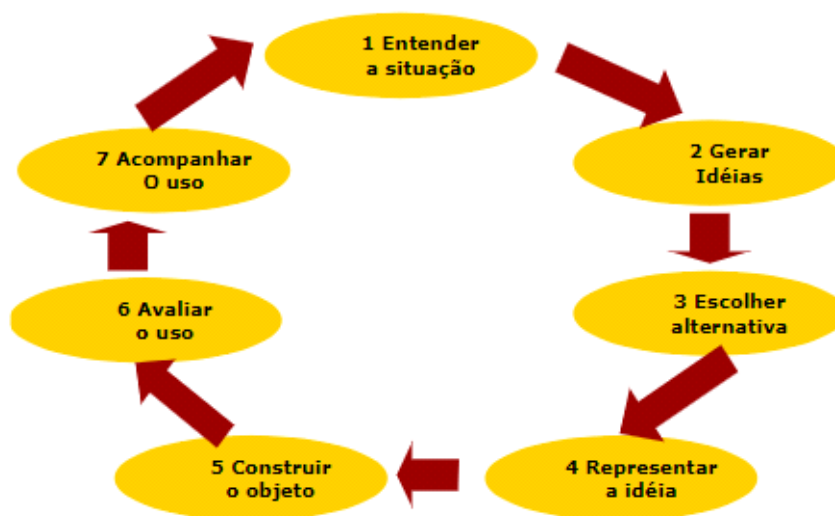 1 Entender
a situação
2 Gerar
Idéias
3 Escolher
alternativa
4 Representar
a idéia
5 Construir
o objeto
6 Avaliar
o uso
7 Acompanhar
O uso